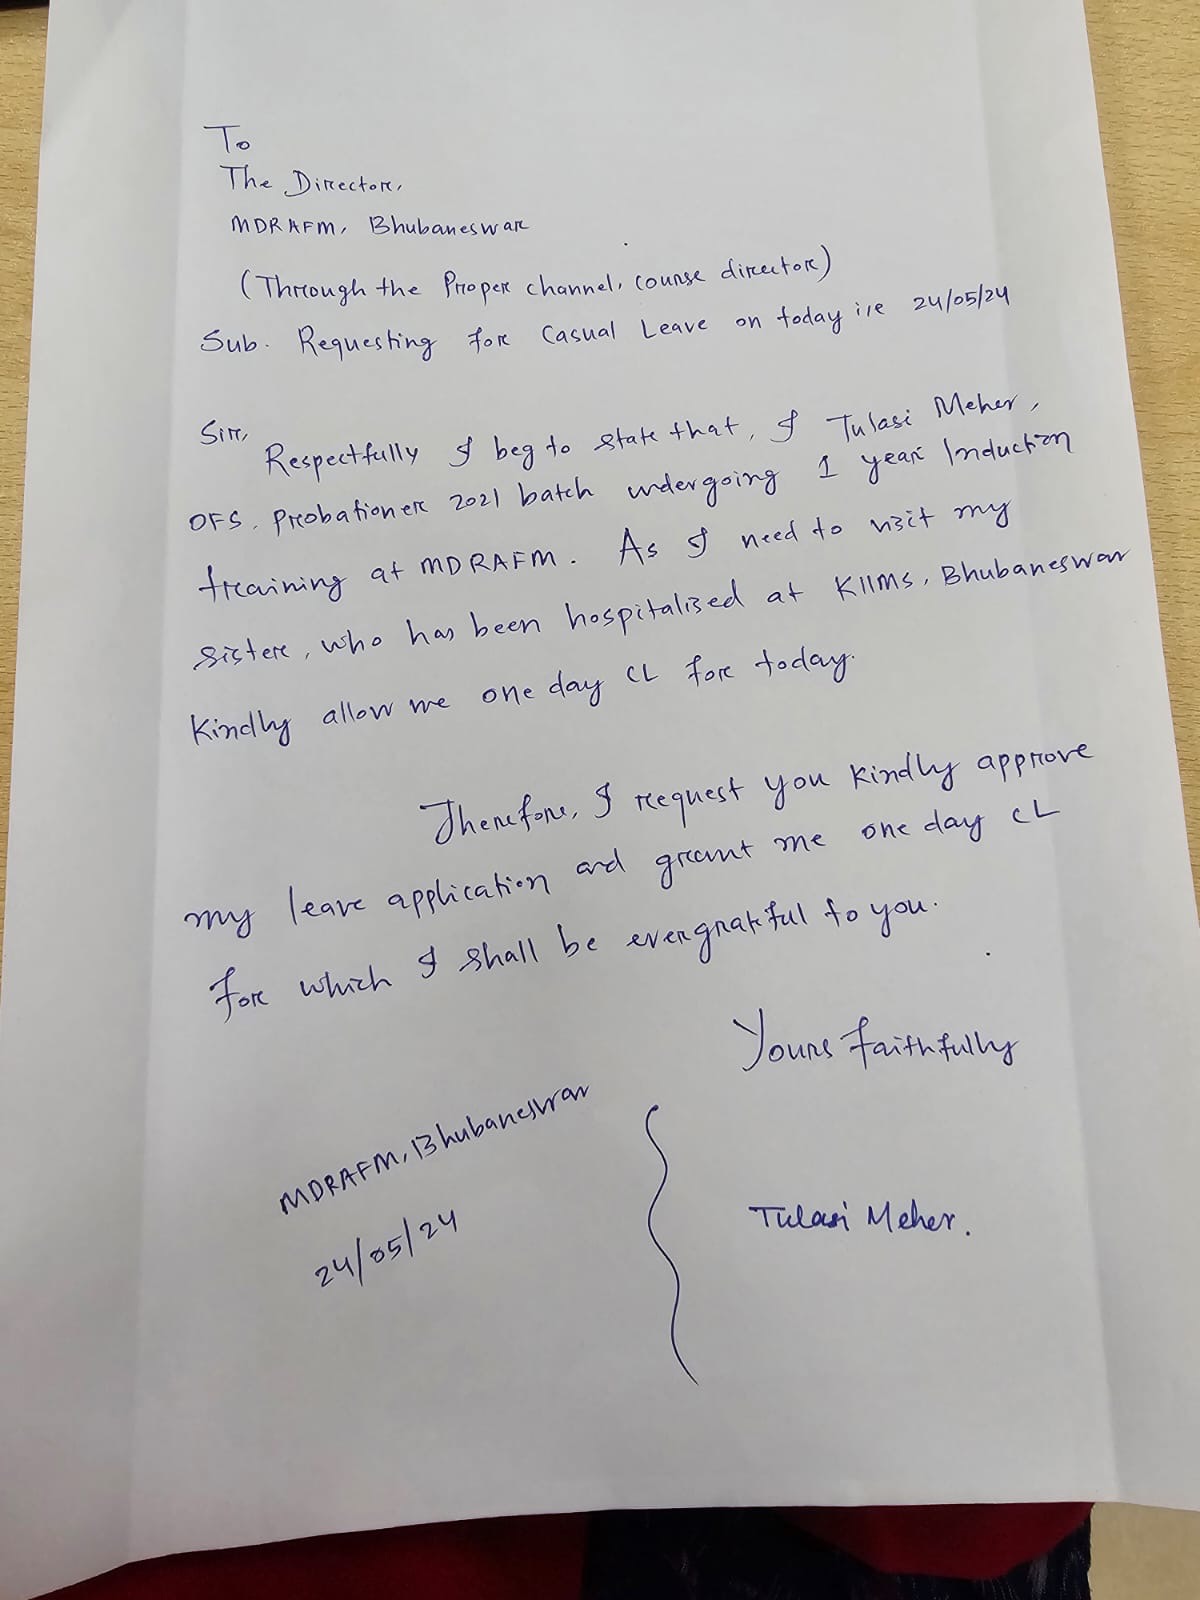 To
The Director,
MDRAFM, Bhubaneswar
(Through the Proper channel, course director)
Sub. Requesting for Casual Leave on today i,e 24/05/24
Sir,
Respectfully I beg to state that, I Tulasi Meher,
OFS, Probationer 2021 batch undergoing 1 year Induction
training at MDRAFM. As I need to visit my
sister, who has been hospitalised at KIIMS, Bhubaneswar
Kindly allow me one day CL for today.
Therefore, I request you kindly approve
my leave application and grant me one day CL
for which I shall be evergrateful to you.
Yours faithfully
MDRAFM, Bhubaneswar
24/05/24
Tulasi Meher.